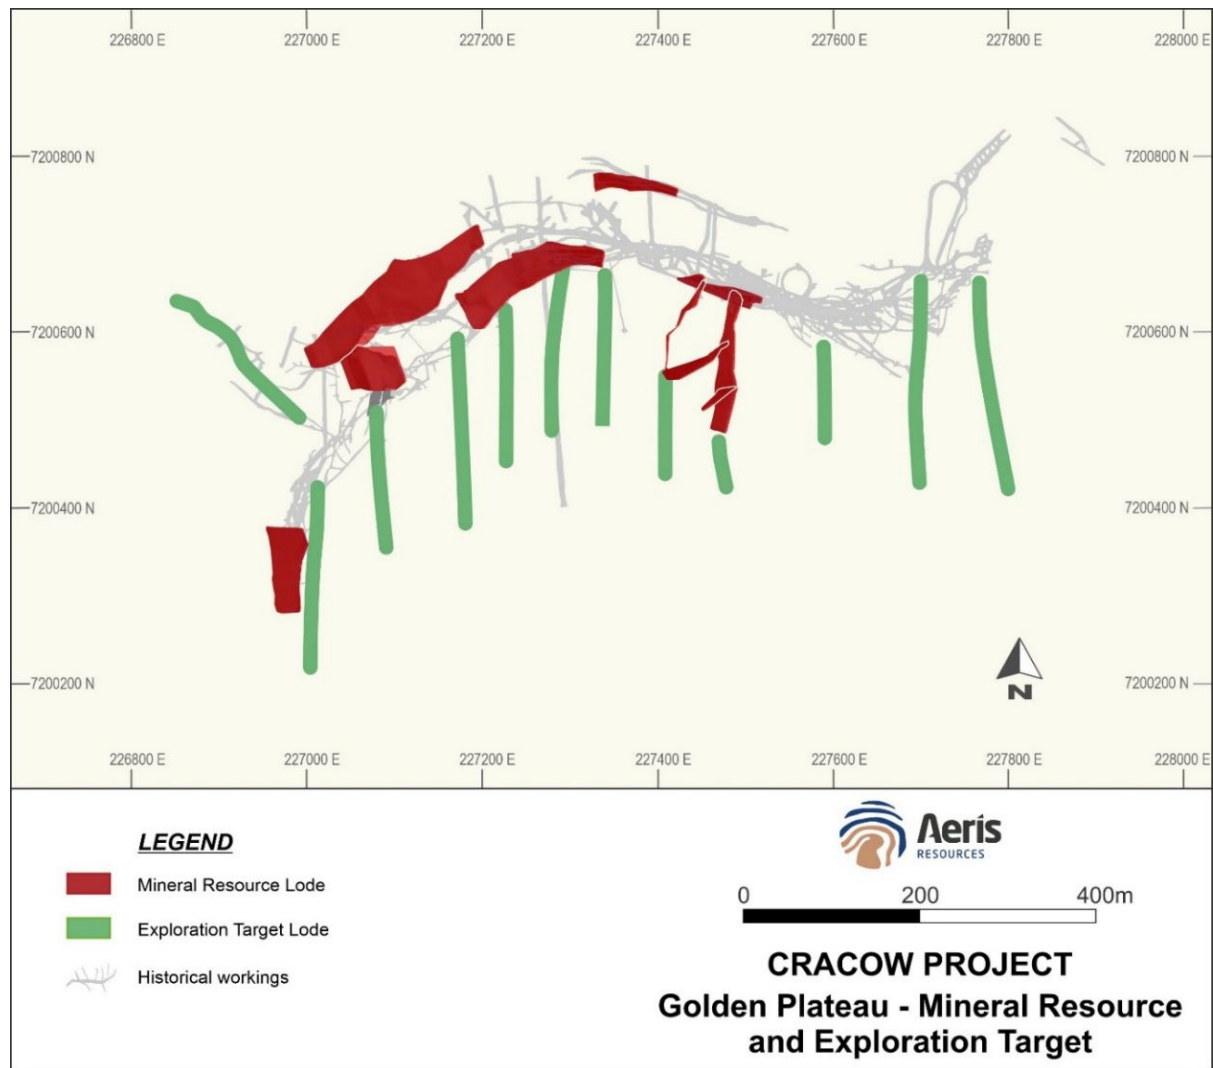 226800 E 227000 E 227200 E 227400 E 227600 E 227800 E 228000 E
7200800 N 7200800 N
7200600 N 7200600 N
7200400 N 7200400 N
7200200 N 7200200 N
N
226800 E 227000 E 227200 E 227400 E 227600 E 227800 E 228000 E
LEGEND
Mineral Resource Lode
Exploration Target Lode
Historical workings
Aeris
RESOURCES
0 200 400m
CRACOW PROJECT
Golden Plateau - Mineral Resource
and Exploration Target